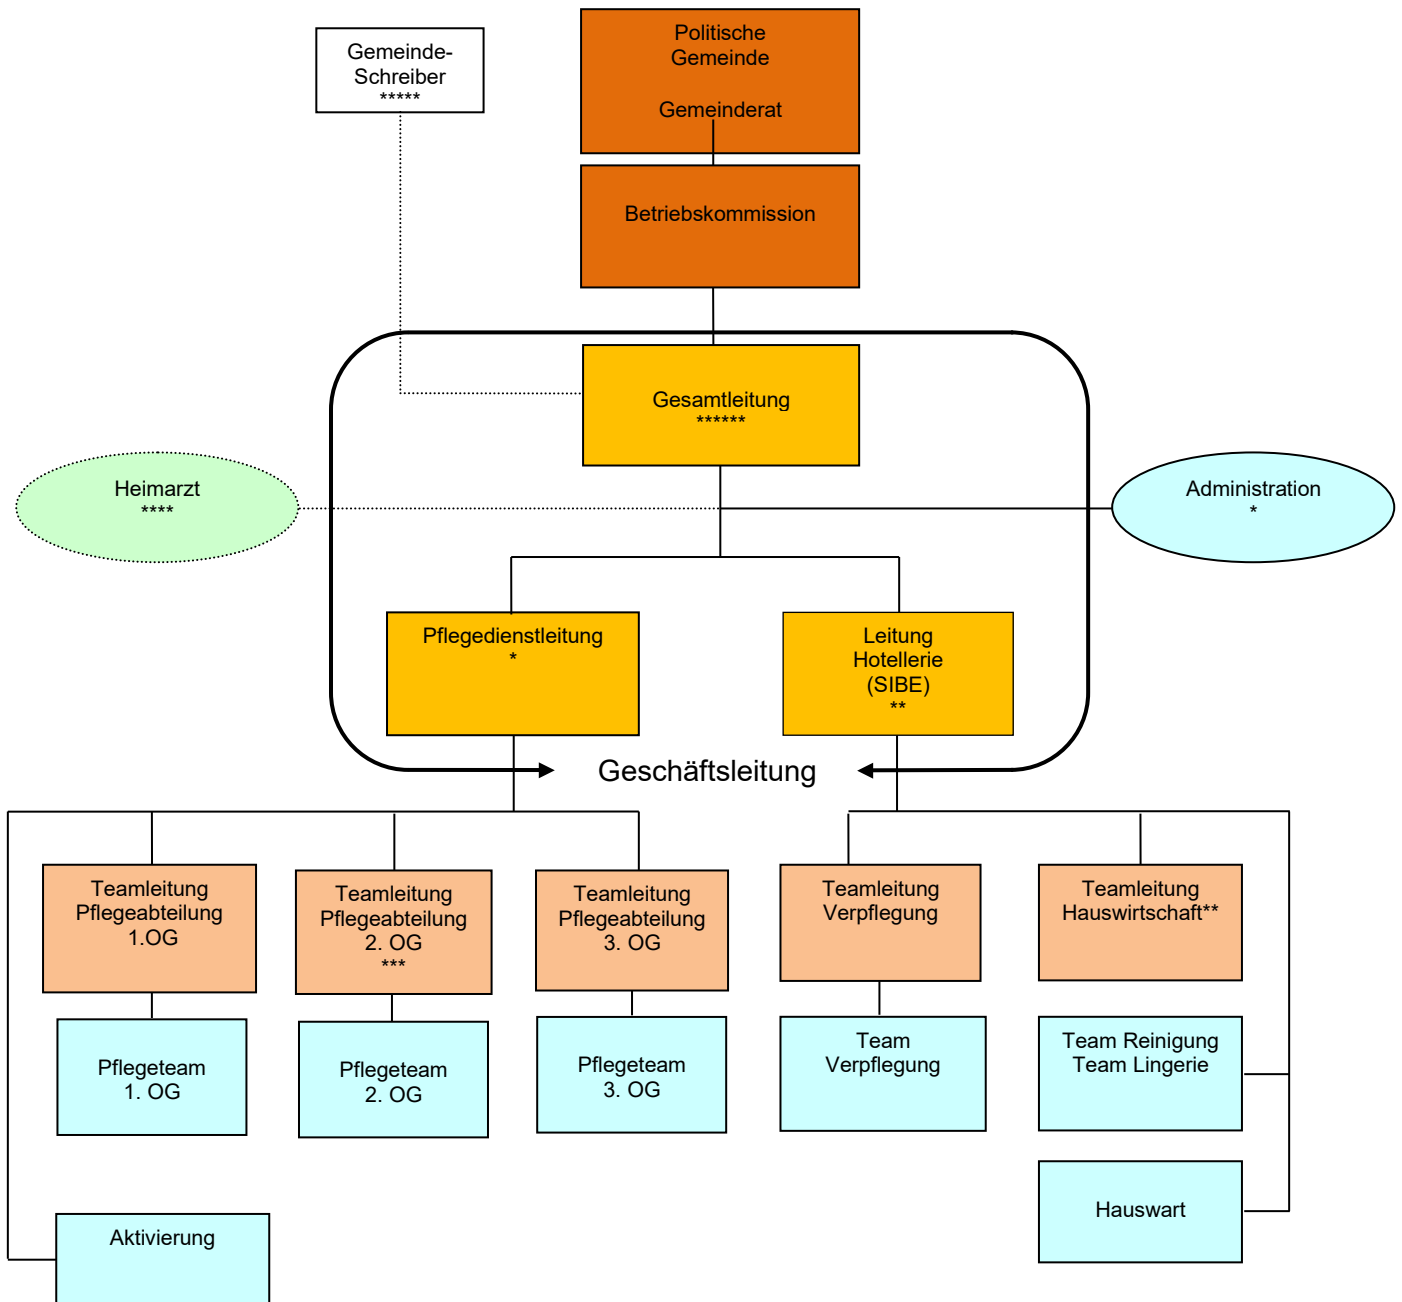 Gemeinde-
Schreiber
*****
Politische
Gemeinde
Gemeinderat
Betriebskommission
Gesamtleitung
******
Heimarzt
****
Administration
*
Pflegedienstleitung
*
Leitung
Hotellerie
(SIBE)
**
Geschäftsleitung
Teamleitung
Pflegeabteilung
1.OG
Teamleitung
Pflegeabteilung
2. OG
***
Teamleitung
Pflegeabteilung
3. OG
Teamleitung
Verpflegung
Teamleitung
Hauswirtschaft**
Pflegeteam
1. OG
Pflegeteam
2. OG
Pflegeteam
3. OG
Team
Verpflegung
Team Reinigung
Team Lingerie
Hauswart
Aktivierung